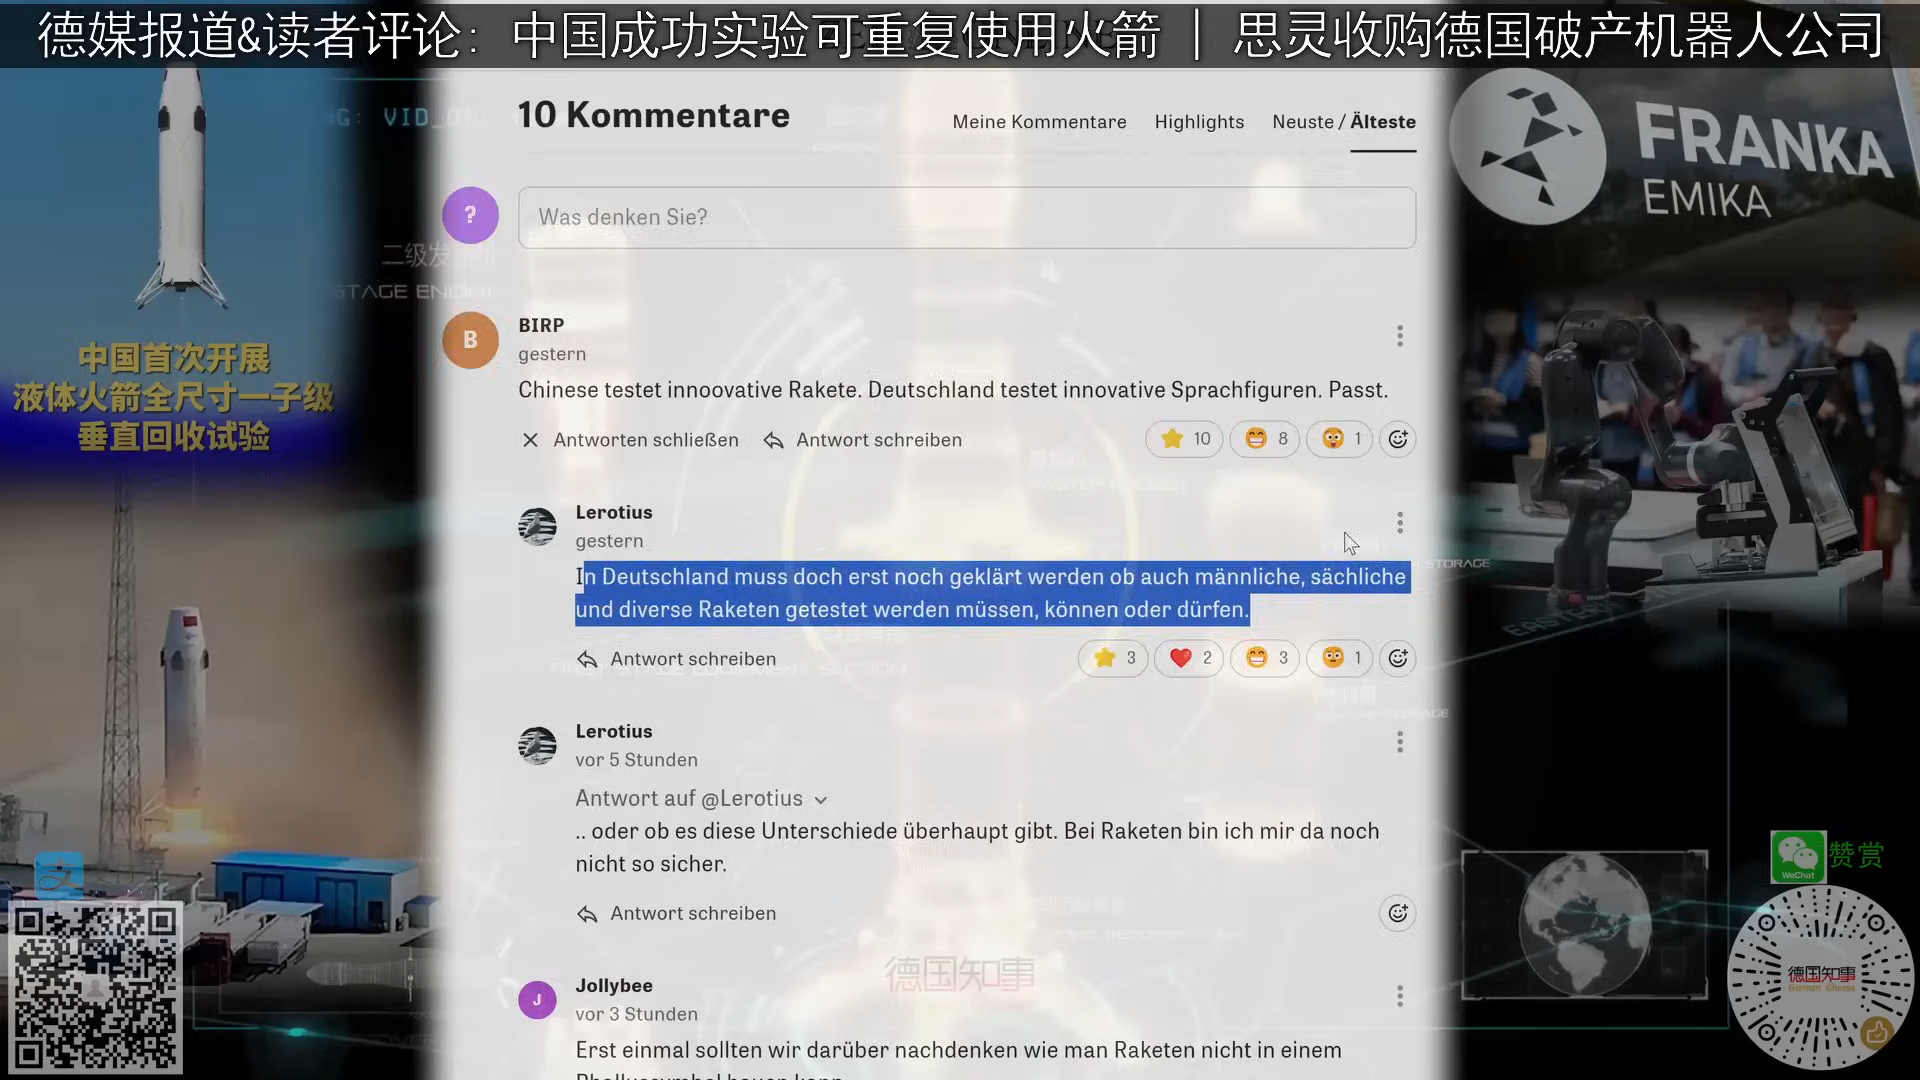 德媒报道&读者评论：中国成功实验可重复使用火箭 ｜ 思灵收购德国破产机器人公司
10 Kommentare
Meine Kommentare
Highlights
Neuste / Älteste
?
Was denken Sie?
B
BIRP
gestern
Chinese testet innoovative Rakete. Deutschland testet innovative Sprachfiguren. Passt.
Antworten schließen
Antwort schreiben
10
8
1
Lerotius
gestern
In Deutschland muss doch erst noch geklärt werden ob auch männliche, sächliche
und diverse Raketen getestet werden müssen, können oder dürfen.
Antwort schreiben
3
2
3
1
Lerotius
vor 5 Stunden
Antwort auf @Lerotius
.. oder ob es diese Unterschiede überhaupt gibt. Bei Raketen bin ich mir da noch
nicht so sicher.
Antwort schreiben
德国知事
J
Jollybee
vor 3 Stunden
Erst einmal sollten wir darüber nachdenken wie man Raketen nicht in einem
中国首次开展
液体火箭全尺寸一子级
垂直回收试验
支
FRANKA
EMIKA
WeChat
赞赏
德国知事
German Cheese